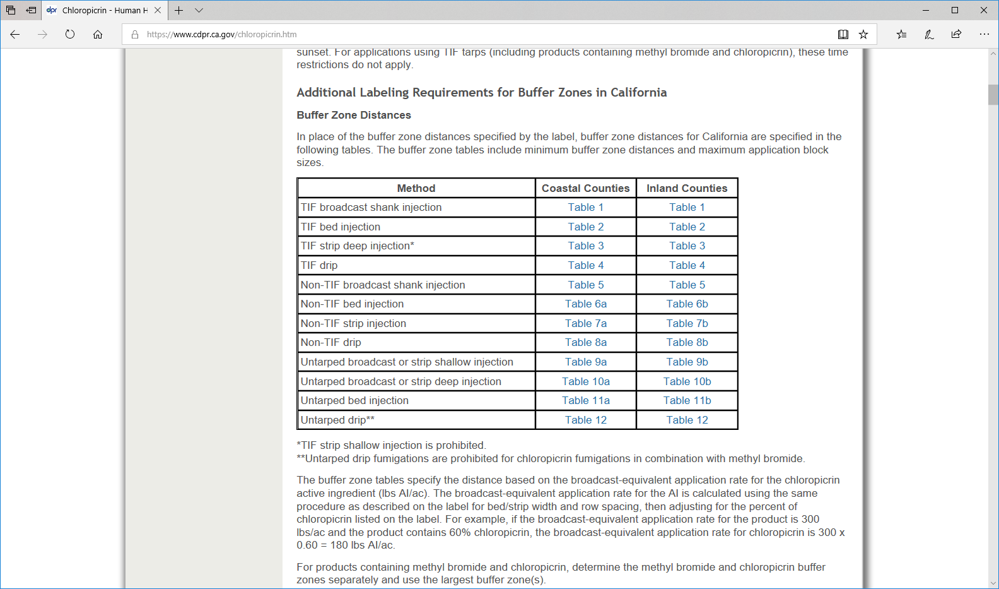 dpr Chloropicrin - Human H
https://www.cdpr.ca.gov/chloropicrin.htm
sunset. For applications using TIF tarps (including products containing methyl bromide and chloropicrin), these time
restrictions do not apply.
Additional Labeling Requirements for Buffer Zones in California
Buffer Zone Distances
In place of the buffer zone distances specified by the label, buffer zone distances for California are specified in the
following tables. The buffer zone tables include minimum buffer zone distances and maximum application block
sizes.
Method Coastal Counties Inland Counties
TIF broadcast shank injection Table 1 Table 1
TIF bed injection Table 2 Table 2
TIF strip deep injection* Table 3 Table 3
TIF drip Table 4 Table 4
Non-TIF broadcast shank injection Table 5 Table 5
Non-TIF bed injection Table 6a Table 6b
Non-TIF strip injection Table 7a Table 7b
Non-TIF drip Table 8a Table 8b
Untarped broadcast or strip shallow injection Table 9a Table 9b
Untarped broadcast or strip deep injection Table 10a Table 10b
Untarped bed injection Table 11a Table 11b
Untarped drip** Table 12 Table 12
*TIF strip shallow injection is prohibited.
**Untarped drip fumigations are prohibited for chloropicrin fumigations in combination with methyl bromide.
The buffer zone tables specify the distance based on the broadcast-equivalent application rate for the chloropicrin
active ingredient (lbs AI/ac). The broadcast-equivalent application rate for the AI is calculated using the same
procedure as described on the label for bed/strip width and row spacing, then adjusting for the percent of
chloropicrin listed on the label. For example, if the broadcast-equivalent application rate for the product is 300
lbs/ac and the product contains 60% chloropicrin, the broadcast-equivalent application rate for chloropicrin is 300 x
0.60 = 180 lbs AI/ac.
For products containing methyl bromide and chloropicrin, determine the methyl bromide and chloropicrin buffer
zones separately and use the largest buffer zone(s).